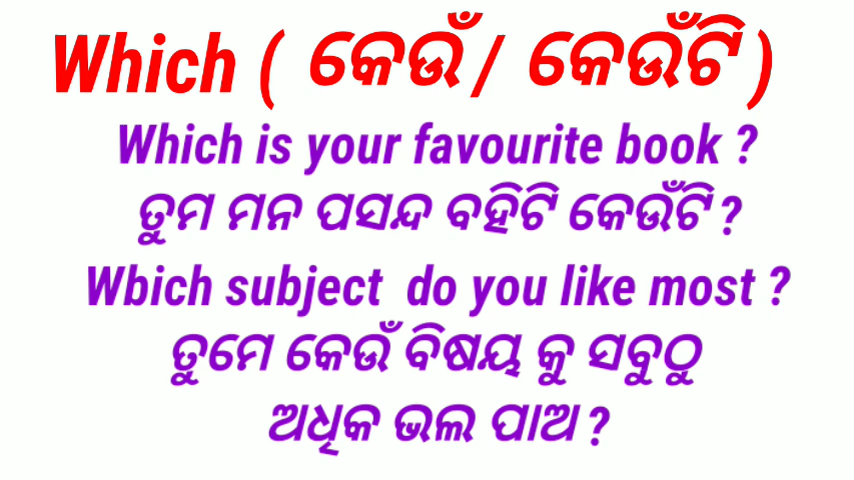 Which ( କେଉଁ / କେଉଁଟି )
Which is your favourite book ?
ତୁମ ମନ ପସନ୍ଦ ବହିଟି କେଉଁଟି ?
Wbich subject do you like most ?
ତୁମେ କେଉଁ ବିଷୟ କୁ ସବୁଠୁ
ଅଧିକ ଭଲ ପାଅ ?